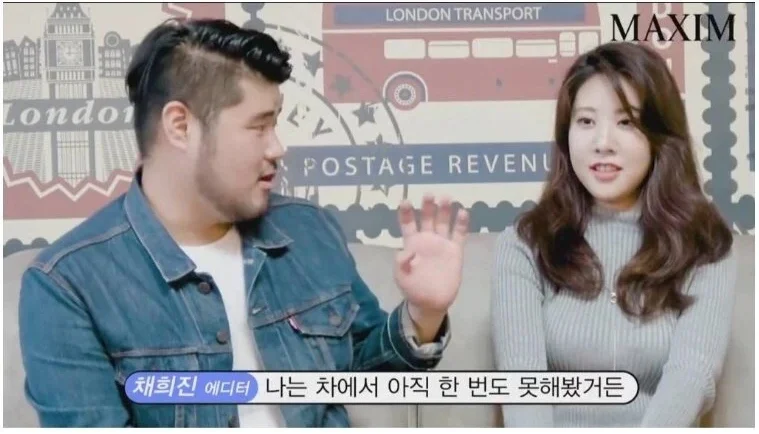 LONDON TRANSPORT
MAXIM
London
POSTAGE REVENU
채희진 에디터 나는 차에서 아직 한 번도 못해봤거든